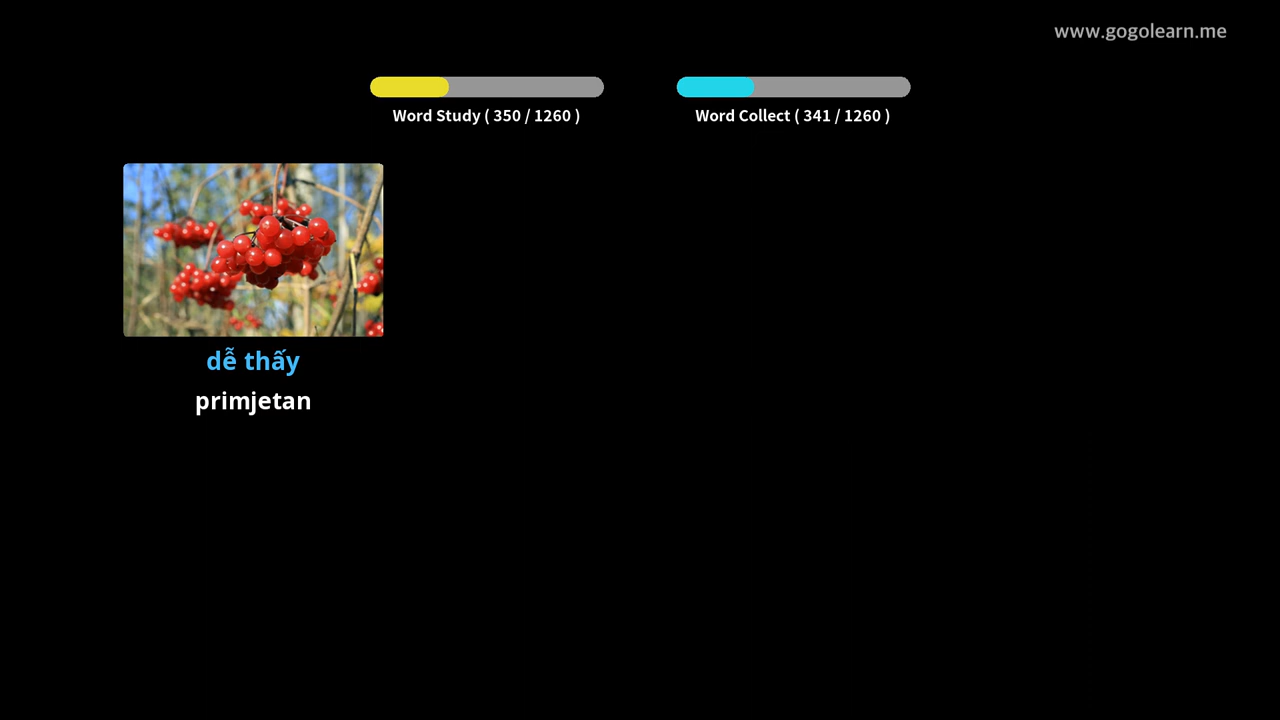 www.gogolearn.me
Word Study ( 350 / 1260 )
Word Collect ( 341 / 1260 )
dễ thấy
primjetan